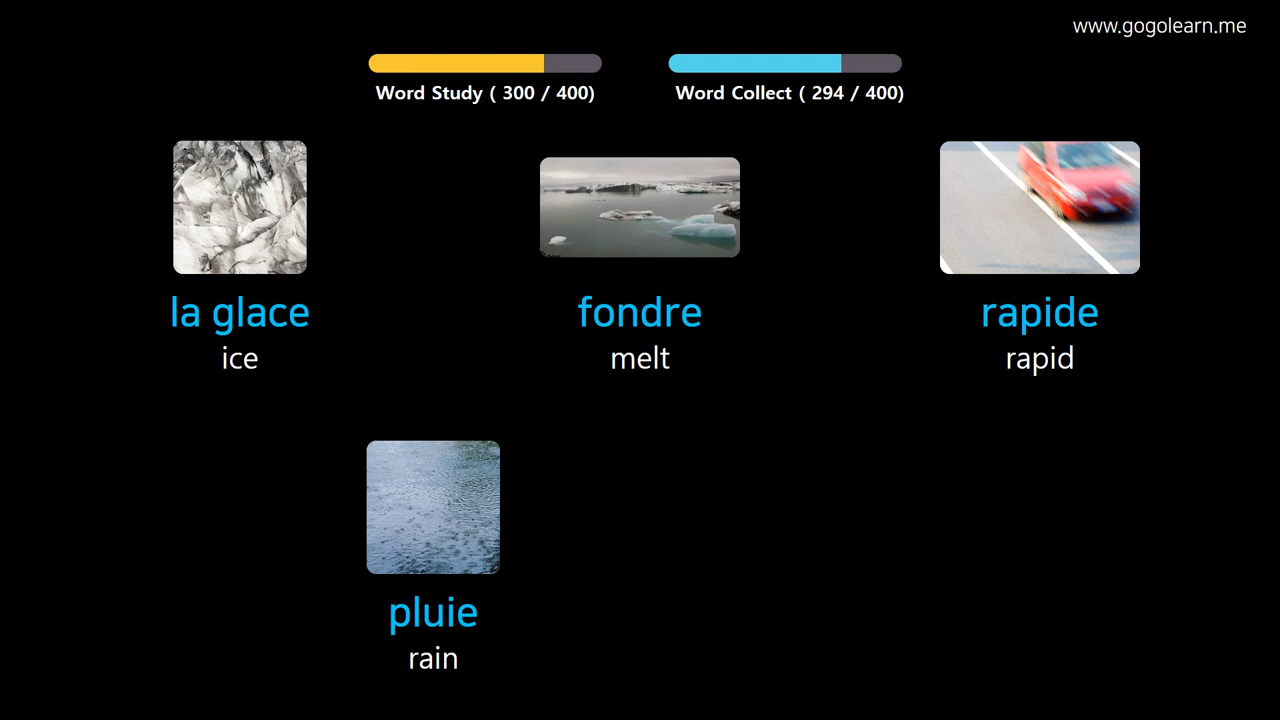 www.gogolearn.me
Word Study ( 300 / 400)
Word Collect ( 294 / 400)
la glace
ice
fondre
melt
rapide
rapid
pluie
rain